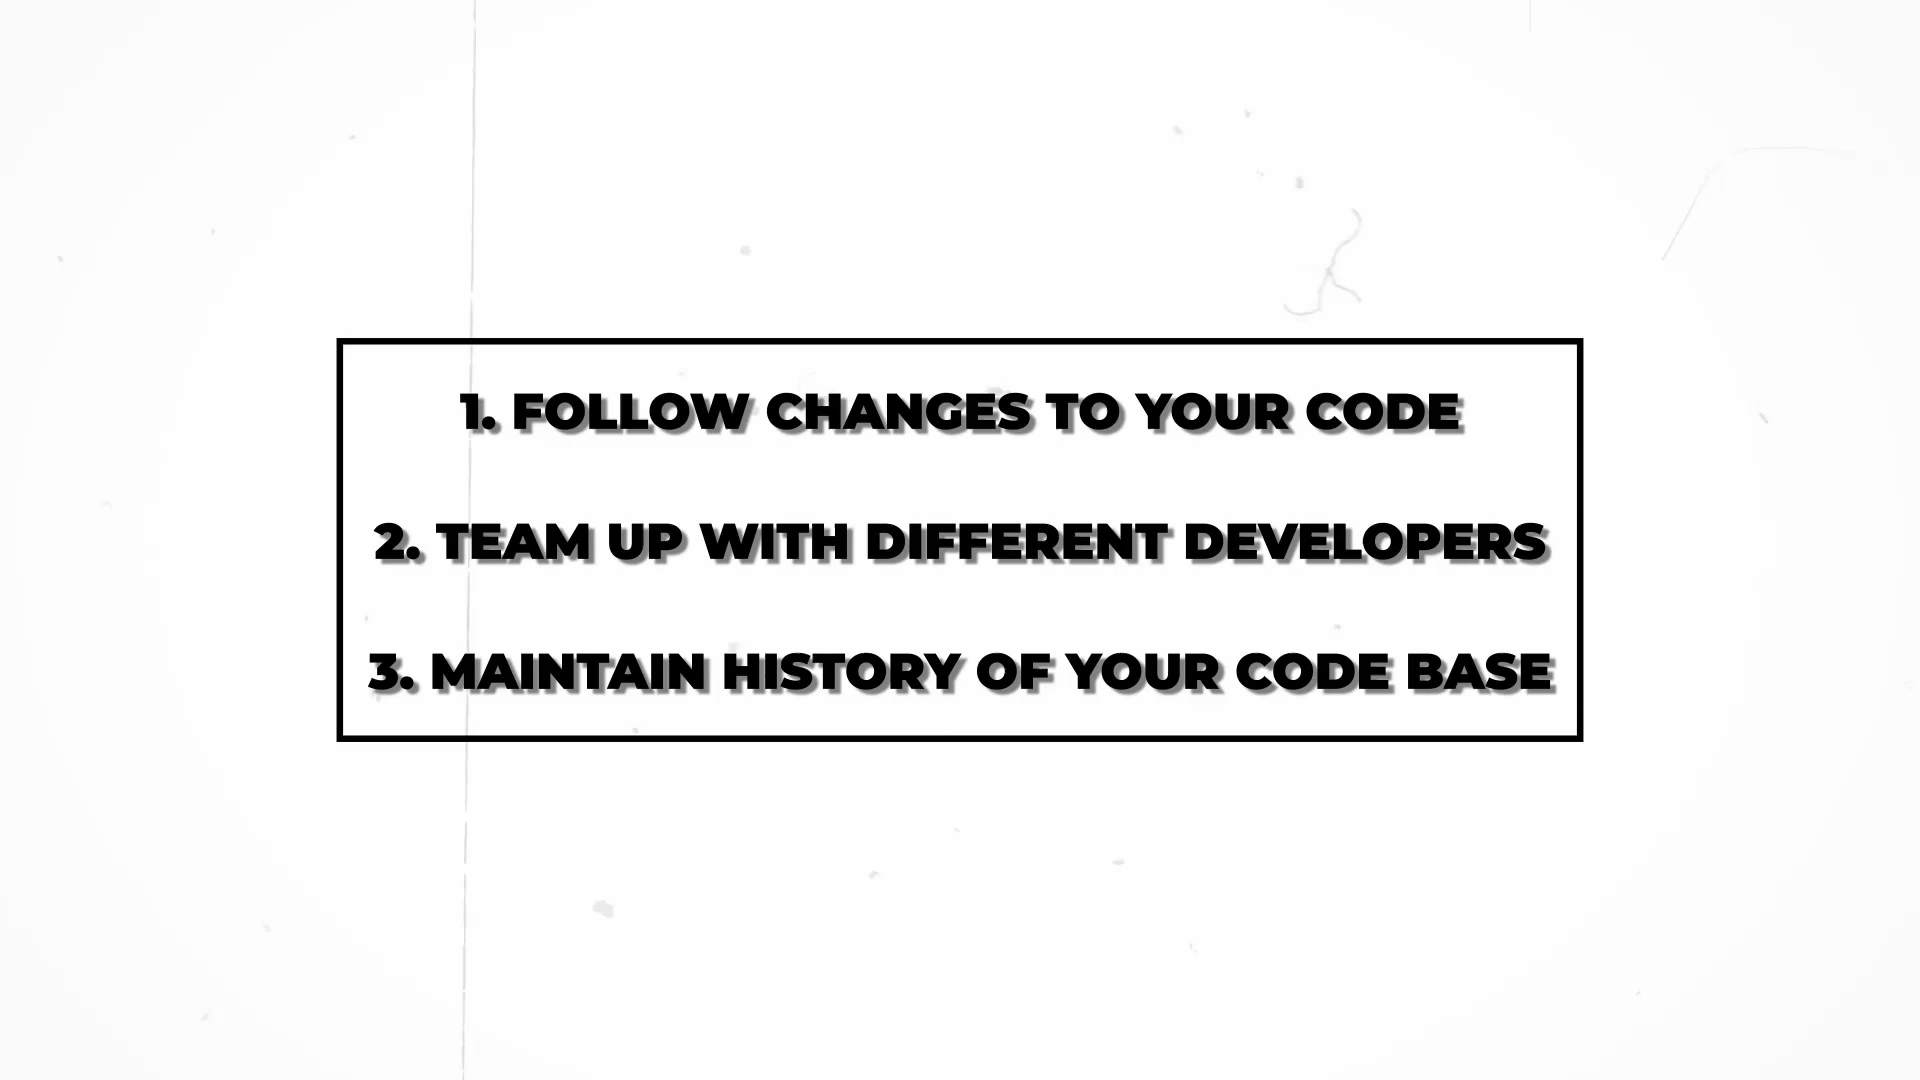 1. FOLLOW CHANGES TO YOUR CODE
2. TEAM UP WITH DIFFERENT DEVELOPERS
3. MAINTAIN HISTORY OF YOUR CODE BASE